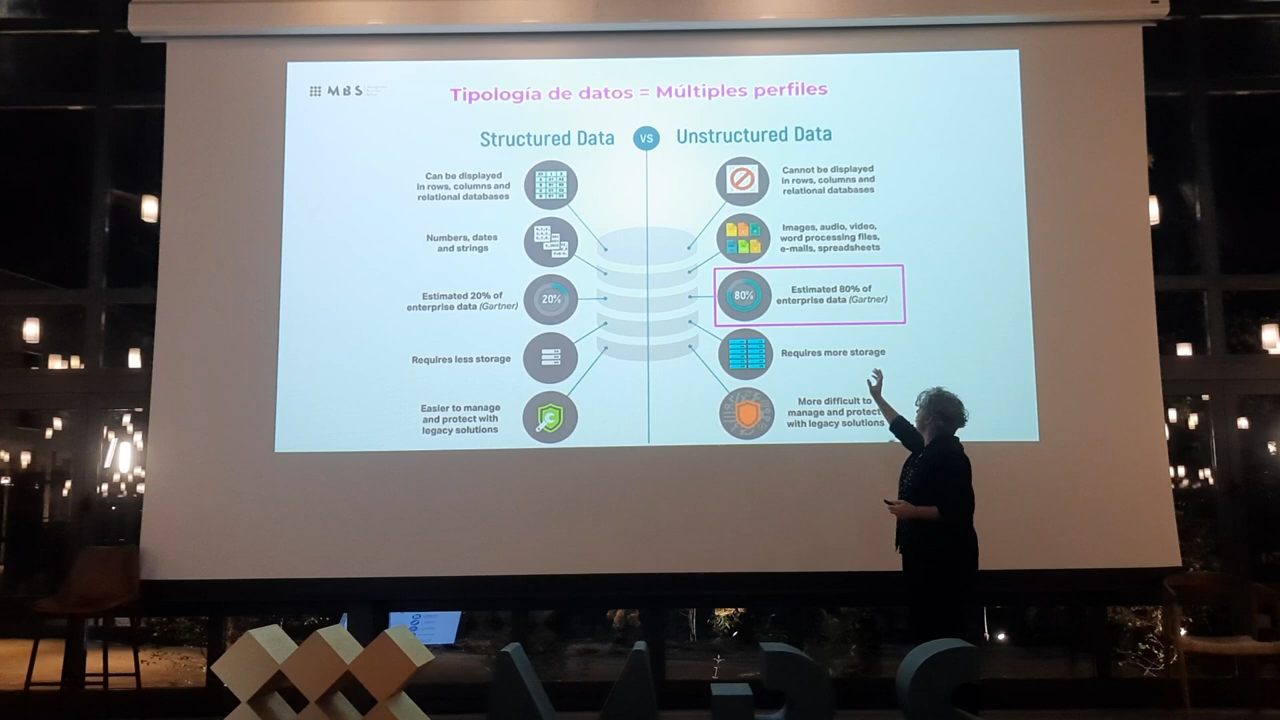 MBS
Tipología de datos = Múltiples perfiles
Structured Data
VS
Unstructured Data
Can be displayed
in rows, columns and
relational databases
Numbers, dates
and strings
Estimated 20% of
enterprise data (Gartner)
20%
Requires less storage
Easier to manage
and protect with
legacy solutions
Cannot be displayed
in rows, columns and
relational databases
Images, audio, video,
word processing files,
e-mails, spreadsheets
80%
Estimated 80% of
enterprise data (Gartner)
Requires more storage
More difficult to
manage and protect
with legacy solutions